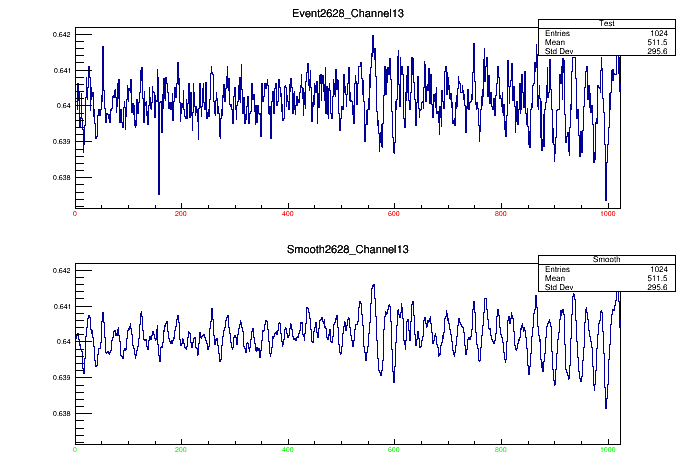 Event2628_Channel13
Test
Entries 1024
Mean 511.5
Std Dev 295.6
0.642
0.641
0.64
0.639
0.638
0 200 400 600 800 1000
Smooth2628_Channel13
Smooth
Entries 1024
Mean 511.5
Std Dev 295.6
0.642
0.641
0.64
0.639
0.638
0 200 400 600 800 1000